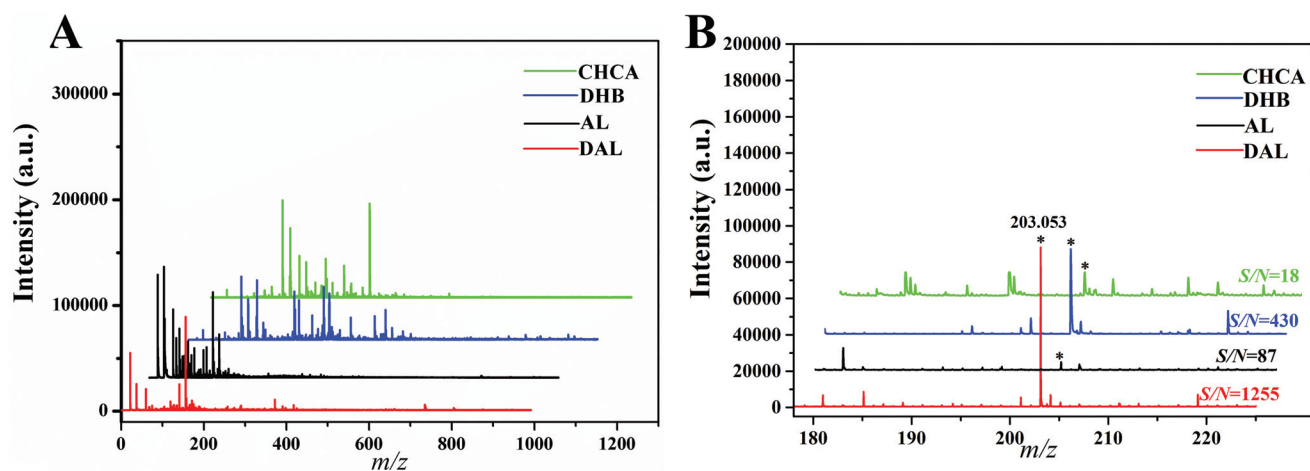 A
Intensity (a.u.)
300000
200000
100000
0
0 200 400 600 800 1000 1200
m/z
CHCA
DHB
AL
DAL
B
Intensity (a.u.)
200000
180000
160000
140000
120000
100000
80000
60000
40000
20000
0
180 190 200 210 220
m/z
CHCA
DHB
AL
DAL
203.053
* * *
*
S/N=18
S/N=430
S/N=87
S/N=1255